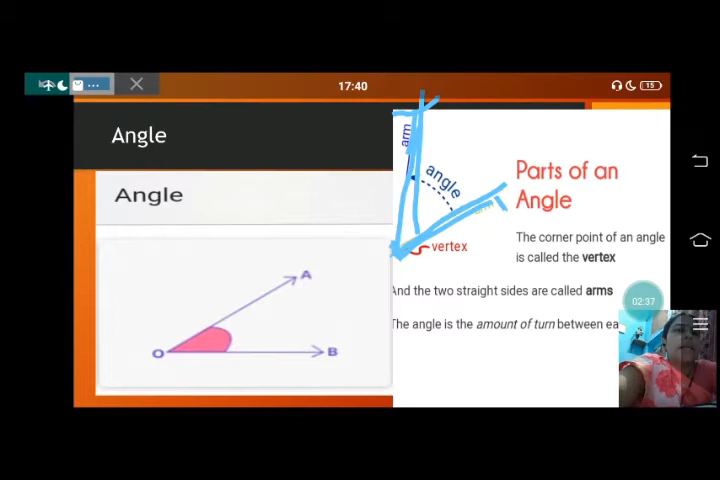 17:40
15
Angle
Angle
A
O
B
arm
angle
arm
vertex
Parts of an
Angle
The corner point of an angle
is called the vertex
And the two straight sides are called arms
The angle is the amount of turn between ea
02:37